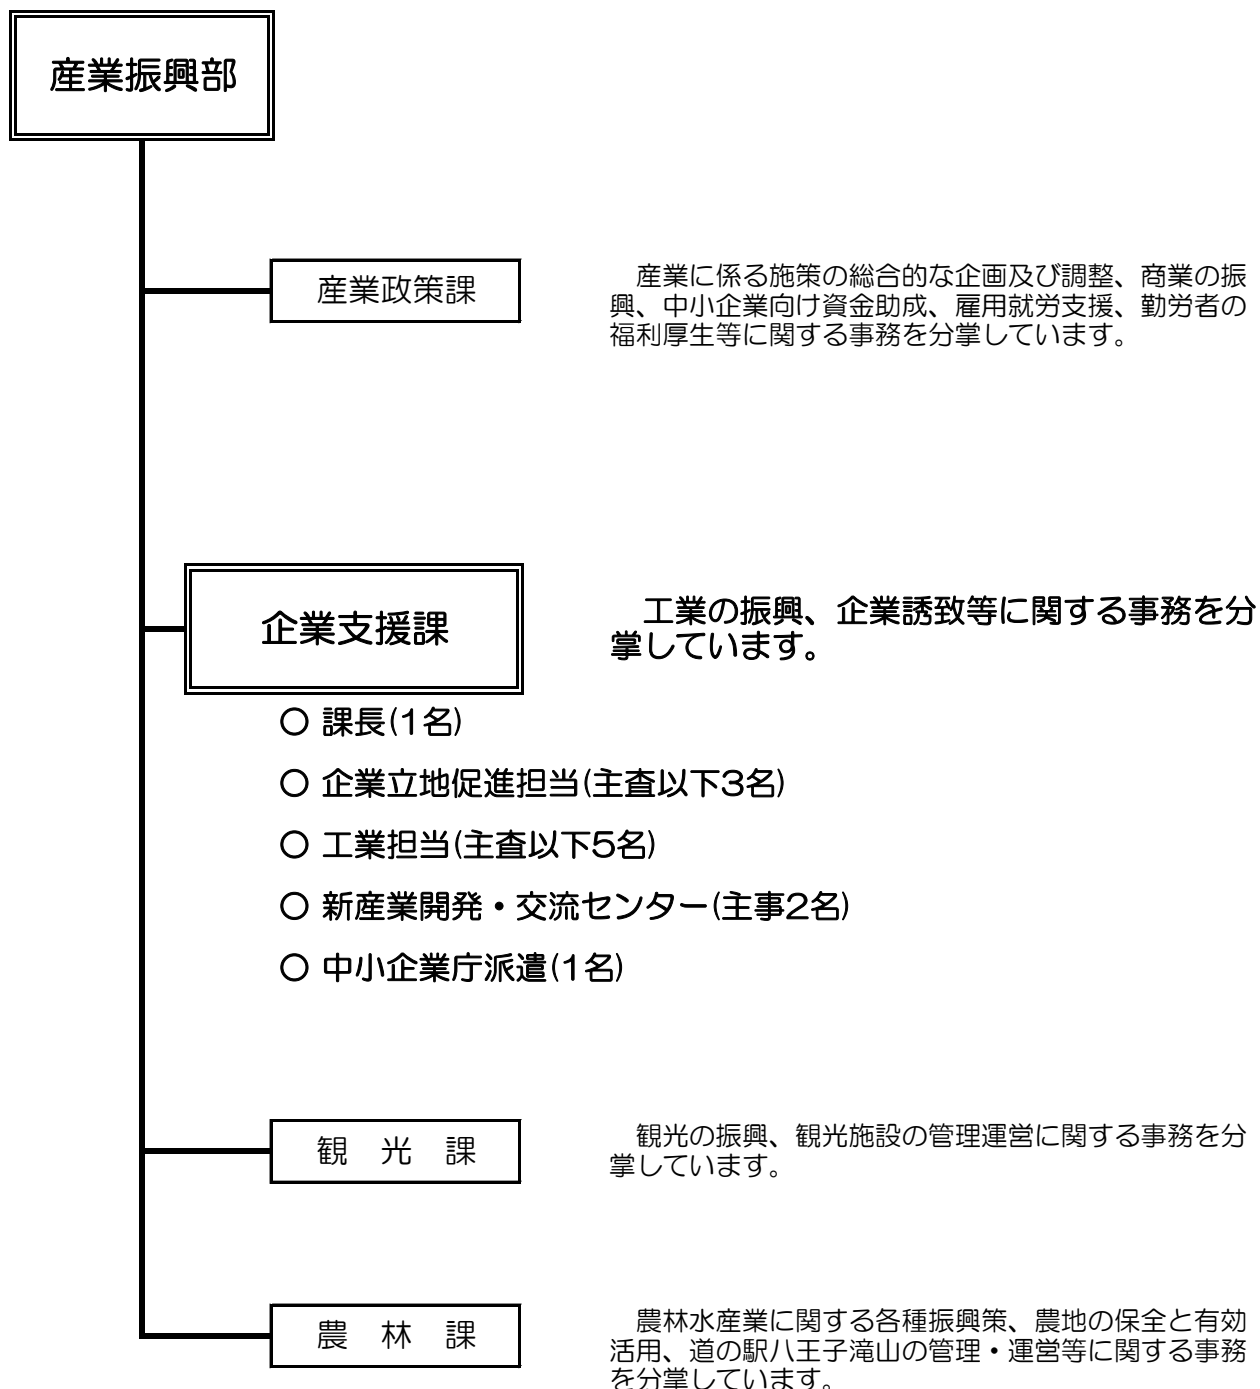 産業振興部
産業政策課
産業に係る施策の総合的な企画及び調整、商業の振
興、中小企業向け資金助成、雇用就労支援、勤労者の
福利厚生等に関する事務を分掌しています。
企業支援課
工業の振興、企業誘致等に関する事務を分
掌しています。
〇 課長(1名)
〇 企業立地促進担当(主査以下3名)
〇 工業担当(主査以下5名)
〇 新産業開発・交流センター(主事2名)
〇 中小企業庁派遣(1名)
観 光 課
観光の振興、観光施設の管理運営に関する事務を分
掌しています。
農 林 課
農林水産業に関する各種振興策、農地の保全と有効
活用、道の駅八王子滝山の管理・運営等に関する事務
を分掌しています。